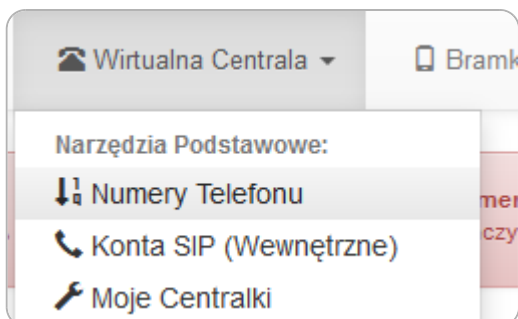 Wirtualna Centrala
Narzędzia Podstawowe:
Numery Telefonu
Konta SIP (Wewnętrzne)
Moje Centralki